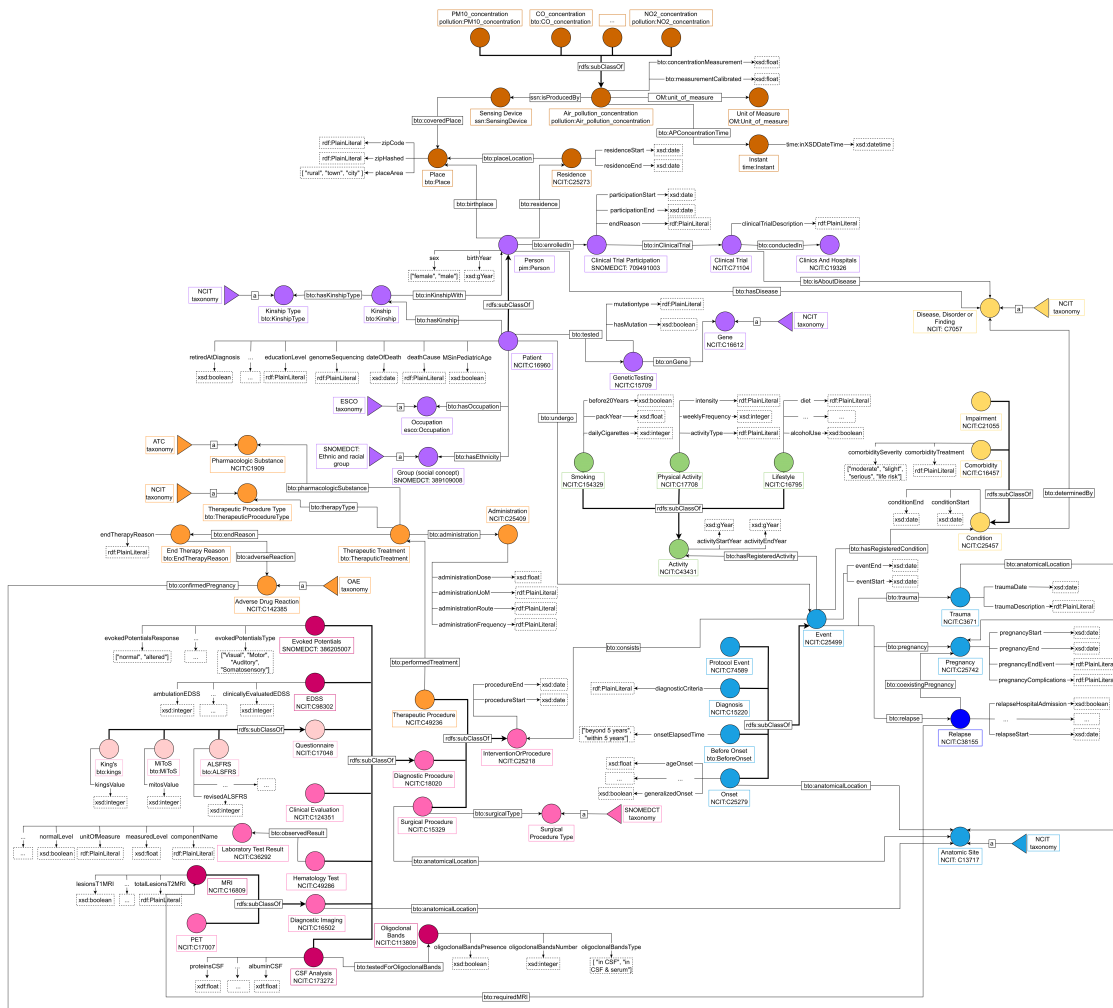 PM10_concentration
pollution:PM10_concentration
CO_concentration
bto:CO_concentration
...
NO2_concentration
pollution:NO2_concentration
rdfs:subClassOf
bto:concentrationMeasurement
xsd:float
bto:measurementCalibrated
xsd:float
ssn:isProducedBy
OM:unit_of_measure
Sensing Device
ssn:SensingDevice
Air_pollution_concentration
pollution:Air_pollution_concentration
Unit of Measure
OM:Unit_of_measure
bto:coveredPlace
bto:APConcentrationTime
rdf:PlainLiteral
zipCode
rdf:PlainLiteral
zipHashed
[ "rural", "town", "city" ]
placeArea
bto:placeLocation
residenceStart
xsd:date
residenceEnd
xsd:date
time:inXSDDateTime
xsd:datetime
Instant
time:Instant
Place
bto:Place
Residence
NCIT:C25273
bto:birthplace
bto:residence
participationStart
xsd:date
participationEnd
xsd:date
endReason
rdf:PlainLiteral
clinicalTrialDescription
rdf:PlainLiteral
bto:enrolledIn
bto:inClinicalTrial
bto:conductedIn
sex
birthYear
["female", "male"]
xsd:gYear
Person
pim:Person
Clinical Trial Participation
SNOMEDCT: 709491003
Clinical Trial
NCIT:C71104
Clinics And Hospitals
NCIT:C19326
rdfs:subClassOf
bto:isAboutDisease
bto:hasDisease
NCIT
taxonomy
a
bto:hasKinshipType
bto:inKinshipWith
Kinship Type
bto:KinshipType
Kinship
bto:Kinship
bto:hasKinship
mutationtype
rdf:PlainLiteral
hasMutation
xsd:boolean
a
NCIT
taxonomy
a
NCIT
taxonomy
Disease, Disorder or
Finding
NCIT: C7057
bto:tested
bto:onGene
Gene
NCIT:C16612
GeneticTesting
NCIT:C15709
Patient
NCIT:C16960
retiredAtDiagnosis
...
educationLevel
genomeSequencing
dateOfDeath
deathCause
MSinPediatricAge
xsd:boolean
...
rdf:PlainLiteral
rdf:PlainLiteral
xsd:date
rdf:PlainLiteral
xsd:boolean
ESCO
taxonomy
a
bto:hasOccupation
Occupation
esco:Occupation
bto:undergo
before20Years
xsd:boolean
packYear
xsd:float
dailyCigarettes
xsd:integer
intensity
rdf:PlainLiteral
weeklyFrequency
xsd:integer
activityType
rdf:PlainLiteral
diet
rdf:PlainLiteral
...
...
alcoholUse
xsd:boolean
Impairment
NCIT:C21055
ATC
taxonomy
a
Pharmacologic Substance
NCIT:C1909
SNOMEDCT:
Ethnic and racial
group
a
bto:hasEthnicity
Group (social concept)
SNOMEDCT: 389109008
Smoking
NCIT:C154329
Physical Activity
NCIT:C17708
Lifestyle
NCIT:C16795
comorbiditySeverity
comorbidityTreatment
["moderate", "slight",
"serious", "life risk"]
rdf:PlainLiteral
Comorbidity
NCIT:C16457
bto:pharmacologicSubstance
NCIT
taxonomy
a
Therapeutic Procedure Type
bto:TherapeuticProcedureType
bto:therapyType
rdfs:subClassOf
rdfs:subClassOf
bto:determinedBy
conditionEnd
conditionStart
xsd:date
xsd:date
Condition
NCIT:C25457
Administration
NCIT:C25409
endTherapyReason
rdf:PlainLiteral
bto:endReason
bto:administration
End Therapy Reason
bto:EndTherapyReason
Therapeutic Treatment
bto:TheraputicTreatment
bto:adverseReaction
xsd:gYear
xsd:gYear
activityStartYear
activityEndYear
bto:hasRegisteredActivity
bto:hasRegisteredCondition
Activity
NCIT:C43431
eventEnd
xsd:date
eventStart
xsd:date
bto:anatomicalLocation
bto:confirmedPregnancy
a
OAE
taxonomy
Adverse Drug Reaction
NCIT:C142385
administrationDose
xsd:float
administrationUoM
rdf:PlainLiteral
administrationRoute
rdf:PlainLiteral
administrationFrequency
rdf:PlainLiteral
bto:trauma
traumaDate
xsd:date
traumaDescription
rdf:PlainLiteral
Trauma
NCIT:C3671
Event
NCIT:C25499
evokedPotentialsResponse
...
evokedPotentialsType
["normal", "altered"]
...
["Visual", "Motor",
"Auditory",
"Somatosensory"]
Evoked Potentials
SNOMEDCT: 386205007
bto:performedTreatment
bto:consists
Protocol Event
NCIT:C74589
bto:pregnancy
Pregnancy
NCIT:C25742
pregnancyStart
xsd:date
pregnancyEnd
xsd:date
pregnancyEndEvent
rdf:PlainLiteral
pregnancyComplications
rdf:PlainLiteral
bto:coexistingPregnancy
ambulationEDSS
...
clinicallyEvaluatedEDSS
xsd:integer
...
xsd:integer
EDSS
NCIT:C98302
procedureEnd
xsd:date
procedureStart
xsd:date
Therapeutic Procedure
NCIT:C49236
rdf:PlainLiteral
diagnosticCriteria
Diagnosis
NCIT:C15220
rdfs:subClassOf
bto:relapse
relapseHospitalAdmission
xsd:boolean
...
...
relapseStart
xsd:date
Relapse
NCIT:C38155
rdfs:subClassOf
Questionnaire
NCIT:C17048
King's
bto:kings
MiToS
bto:MiToS
ALSFRS
bto:ALSFRS
kingsValue
xsd:integer
mitosValue
xsd:integer
...
...
revisedALSFRS
xsd:integer
rdfs:subClassOf
rdfs:subClassOf
InterventionOrProcedure
NCIT:C25218
Diagnostic Procedure
NCIT:C18020
["beyond 5 years",
"within 5 years"]
onsetElapsedTime
Before Onset
bto:BeforeOnset
xsd:float
ageOnset
...
...
xsd:boolean
generalizedOnset
Onset
NCIT:C25279
bto:anatomicalLocation
Clinical Evaluation
NCIT:C124351
Surgical Procedure
NCIT:C15329
bto:surgicalType
a
SNOMEDCT
taxonomy
Surgical
Procedure Type
...
normalLevel
unitOfMeasure
measuredLevel
componentName
...
xsd:boolean
rdf:PlainLiteral
xsd:float
rdf:PlainLiteral
bto:observedResult
Laboratory Test Result
NCIT:C36292
Hematology Test
NCIT:C49286
bto:anatomicalLocation
Anatomic Site
NCIT: C13717
a
NCIT
taxonomy
lesionsT1MRI
...
totalLesionsT2MRI
xsd:boolean
...
rdf:PlainLiteral
MRI
NCIT:C16809
rdfs:subClassOf
bto:anatomicalLocation
Diagnostic Imaging
NCIT:C16502
PET
NCIT:C17007
Oligoclonal
Bands
NCIT:C113809
oligoclonalBandsPresence
oligoclonalBandsNumber
oligoclonalBandsType
xsd:boolean
xsd:integer
[ "in CSF", "in
CSF & serum"]
proteinsCSF
...
albuminCSF
xdf:float
...
xdf:float
CSF Analysis
NCIT:C173272
bto:testedForOligoclonalBands
bto:requiredMRI